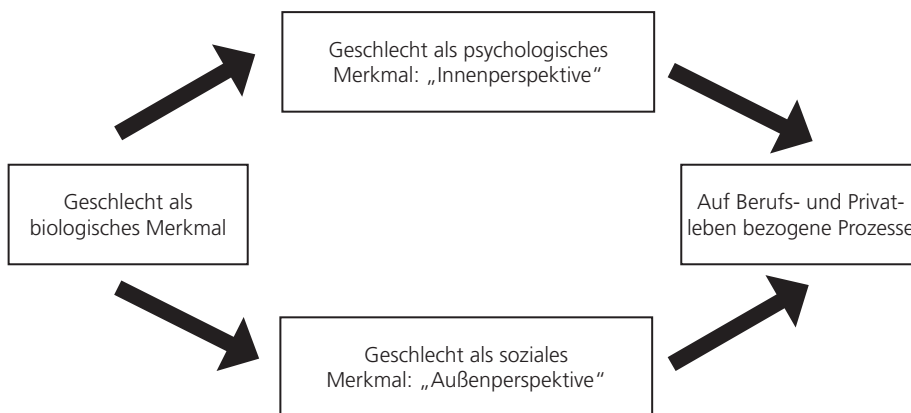 Geschlecht als psychologisches
Merkmal: „Innenperspektive“
Geschlecht als
biologisches Merkmal
Auf Berufs- und Privat-
leben bezogene Prozesse
Geschlecht als soziales
Merkmal: „Außenperspektive“